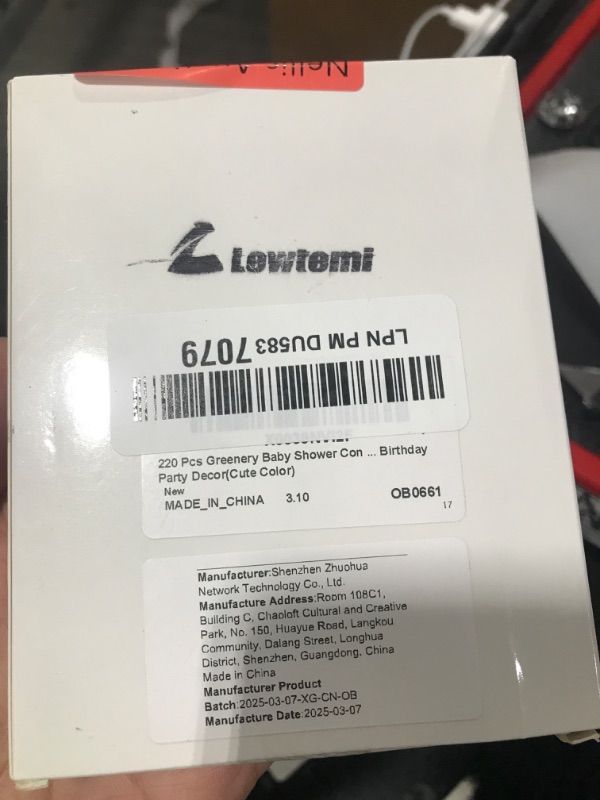 Nellis
Lewtemi
LPN PM DU583 7079
220 Pcs Greenery Baby Shower Con ... Birthday
Party Decor(Cute Color)
New
MADE_IN_CHINA 3.10 OB0661
17
Manufacturer:Shenzhen Zhuohua
Network Technology Co., Ltd.
Manufacture Address:Room 108C1,
Building C, Chaoloft Cultural and Creative
Park, No. 150, Huayue Road, Langkou
Community, Dalang Street, Longhua
District, Shenzhen, Guangdong, China
Made in China
Manufacturer Product
Batch:2025-03-07-XG-CN-OB
Manufacture Date:2025-03-07